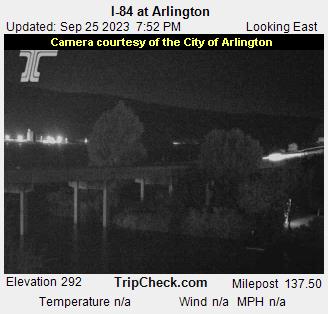 I-84 at Arlington
Updated: Sep 25 2023 7:52 PM Looking East
Camera courtesy of the City of Arlington
Elevation 292 TripCheck.com Milepost 137.50
Temperature n/a Wind n/a MPH n/a